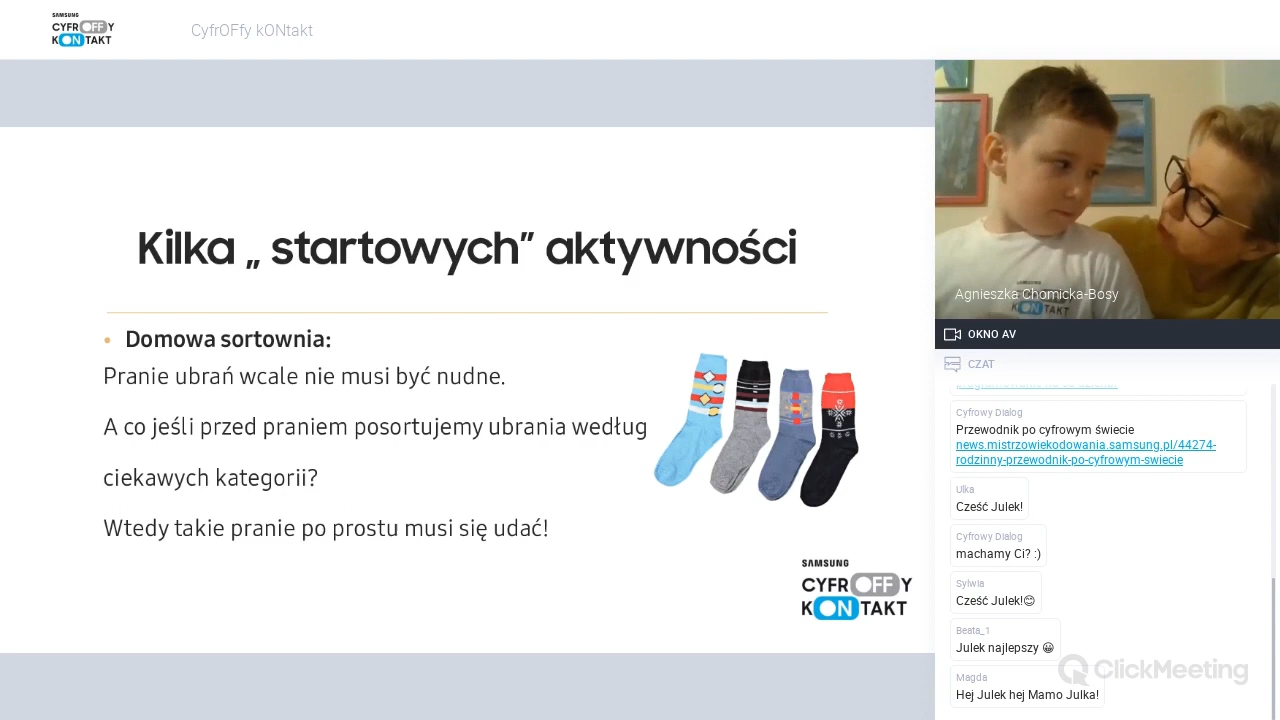 SAMSUNG
CYFROFFY
KONTAKT
CyfrOFfy kONtakt
Kilka „ startowych” aktywności
• Domowa sortownia:
Pranie ubrań wcale nie musi być nudne.
A co jeśli przed praniem posortujemy ubrania według
ciekawych kategorii?
Wtedy takie pranie po prostu musi się udać!
SAMSUNG
CYFROFFY
KONTAKT
Agnieszka Chomicka-Bosy
KONTAKT
OKNO AV
CZAT
Cyfrowy Dialog
Przewodnik po cyfrowym świecie
news.mistrzowiekodowania.samsung.pl/44274-
rodzinny-przewodnik-po-cyfrowym-swiecie
Ulka
Cześć Julek!
Cyfrowy Dialog
machamy Ci? :)
Sylwia
Cześć Julek!😊
Beata_1
Julek najlepszy 😀
Magda
Hej Julek hej Mamo Julka!
ClickMeeting